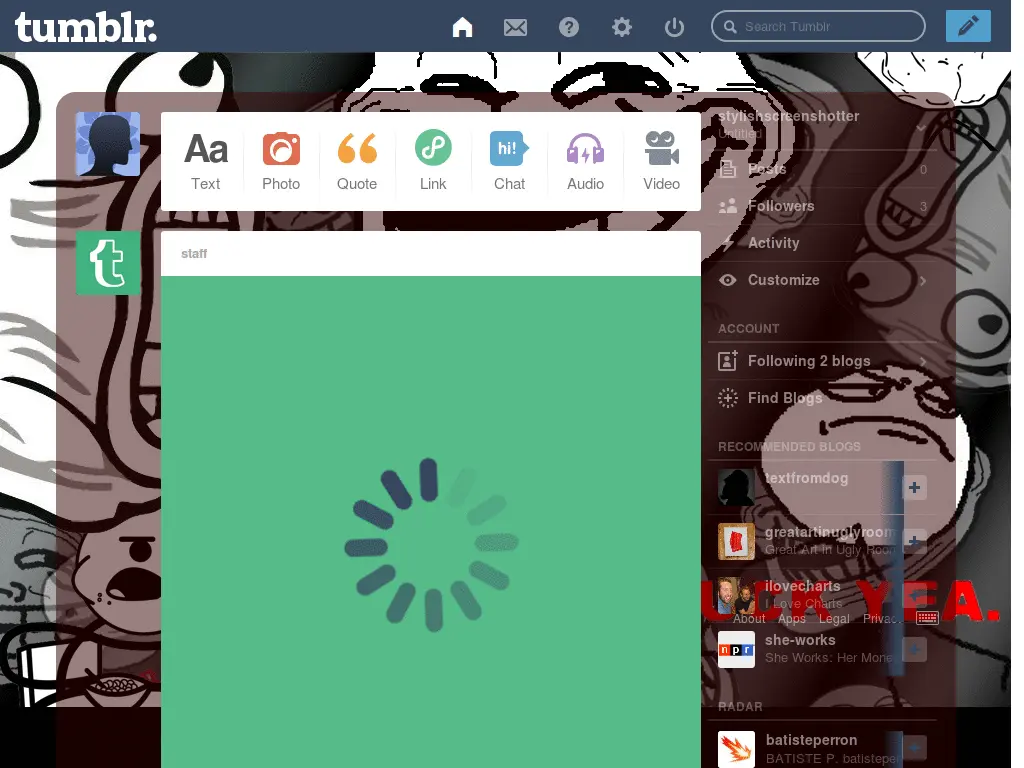 tumblr.
Search Tumblr
Aa
Text
Photo
Quote
Link
hi!
Chat
Audio
Video
staff
stylishscreenshotter
Untitled
Posts 0
Followers 3
Activity
Customize
ACCOUNT
Following 2 blogs
Find Blogs
RECOMMENDED BLOGS
textfromdog
greatartinuglyroom
Great Art in Ugly Room
ilovecharts
I Love Charts
YEA.
About Apps Legal Privac
npr
she-works
She Works: Her Mone
RADAR
batisteperron
BATISTE P. batisteper